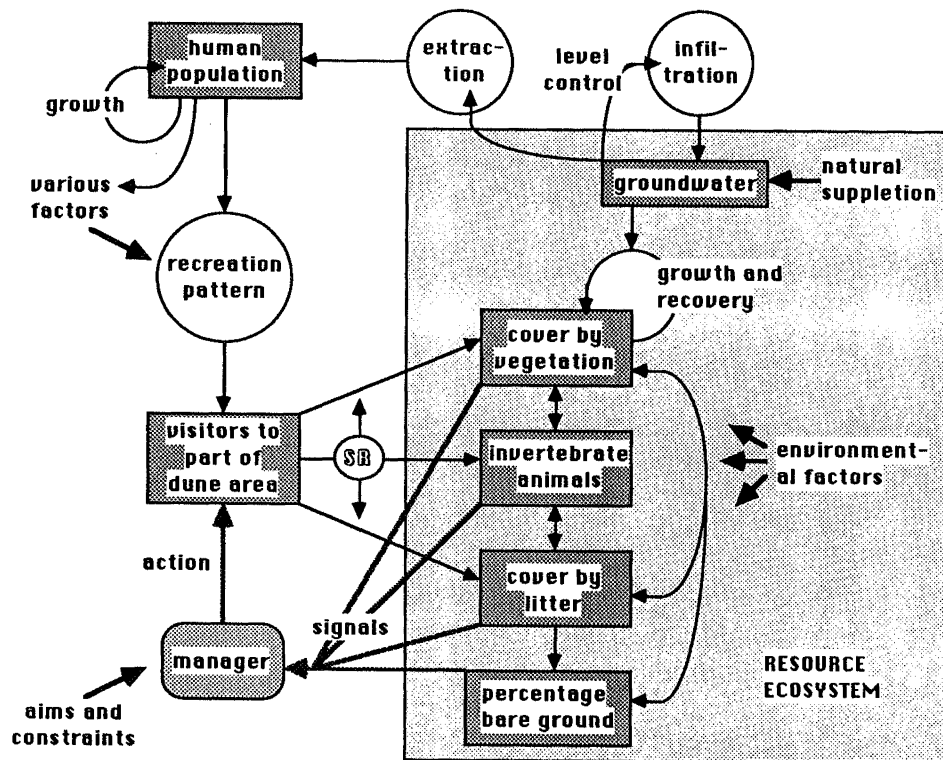 human
population
extrac-
tion
level
control
infil-
tration
growth
various
factors
groundwater
natural
suppletion
recreation
pattern
growth and
recovery
cover by
vegetation
visitors to
part of
dune area
SR
invertebrate
animals
environment-
al factors
action
cover by
litter
signals
manager
percentage
bare ground
RESOURCE
ECOSYSTEM
aims and
constraints